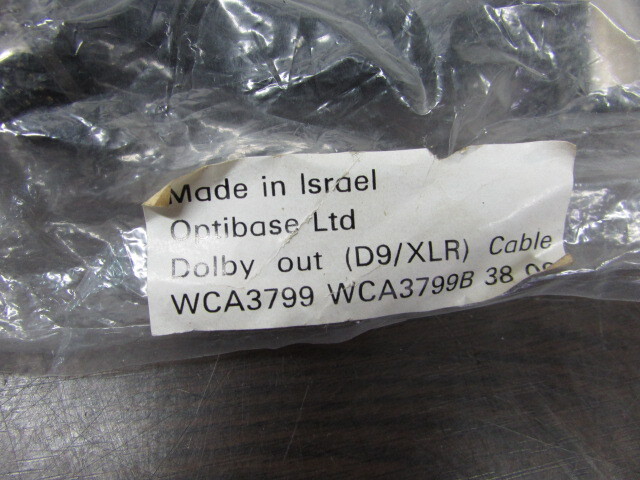 Made in Israel
Optibase Ltd
Dolby out (D9/XLR) Cable
WCA3799 WCA3799B 38